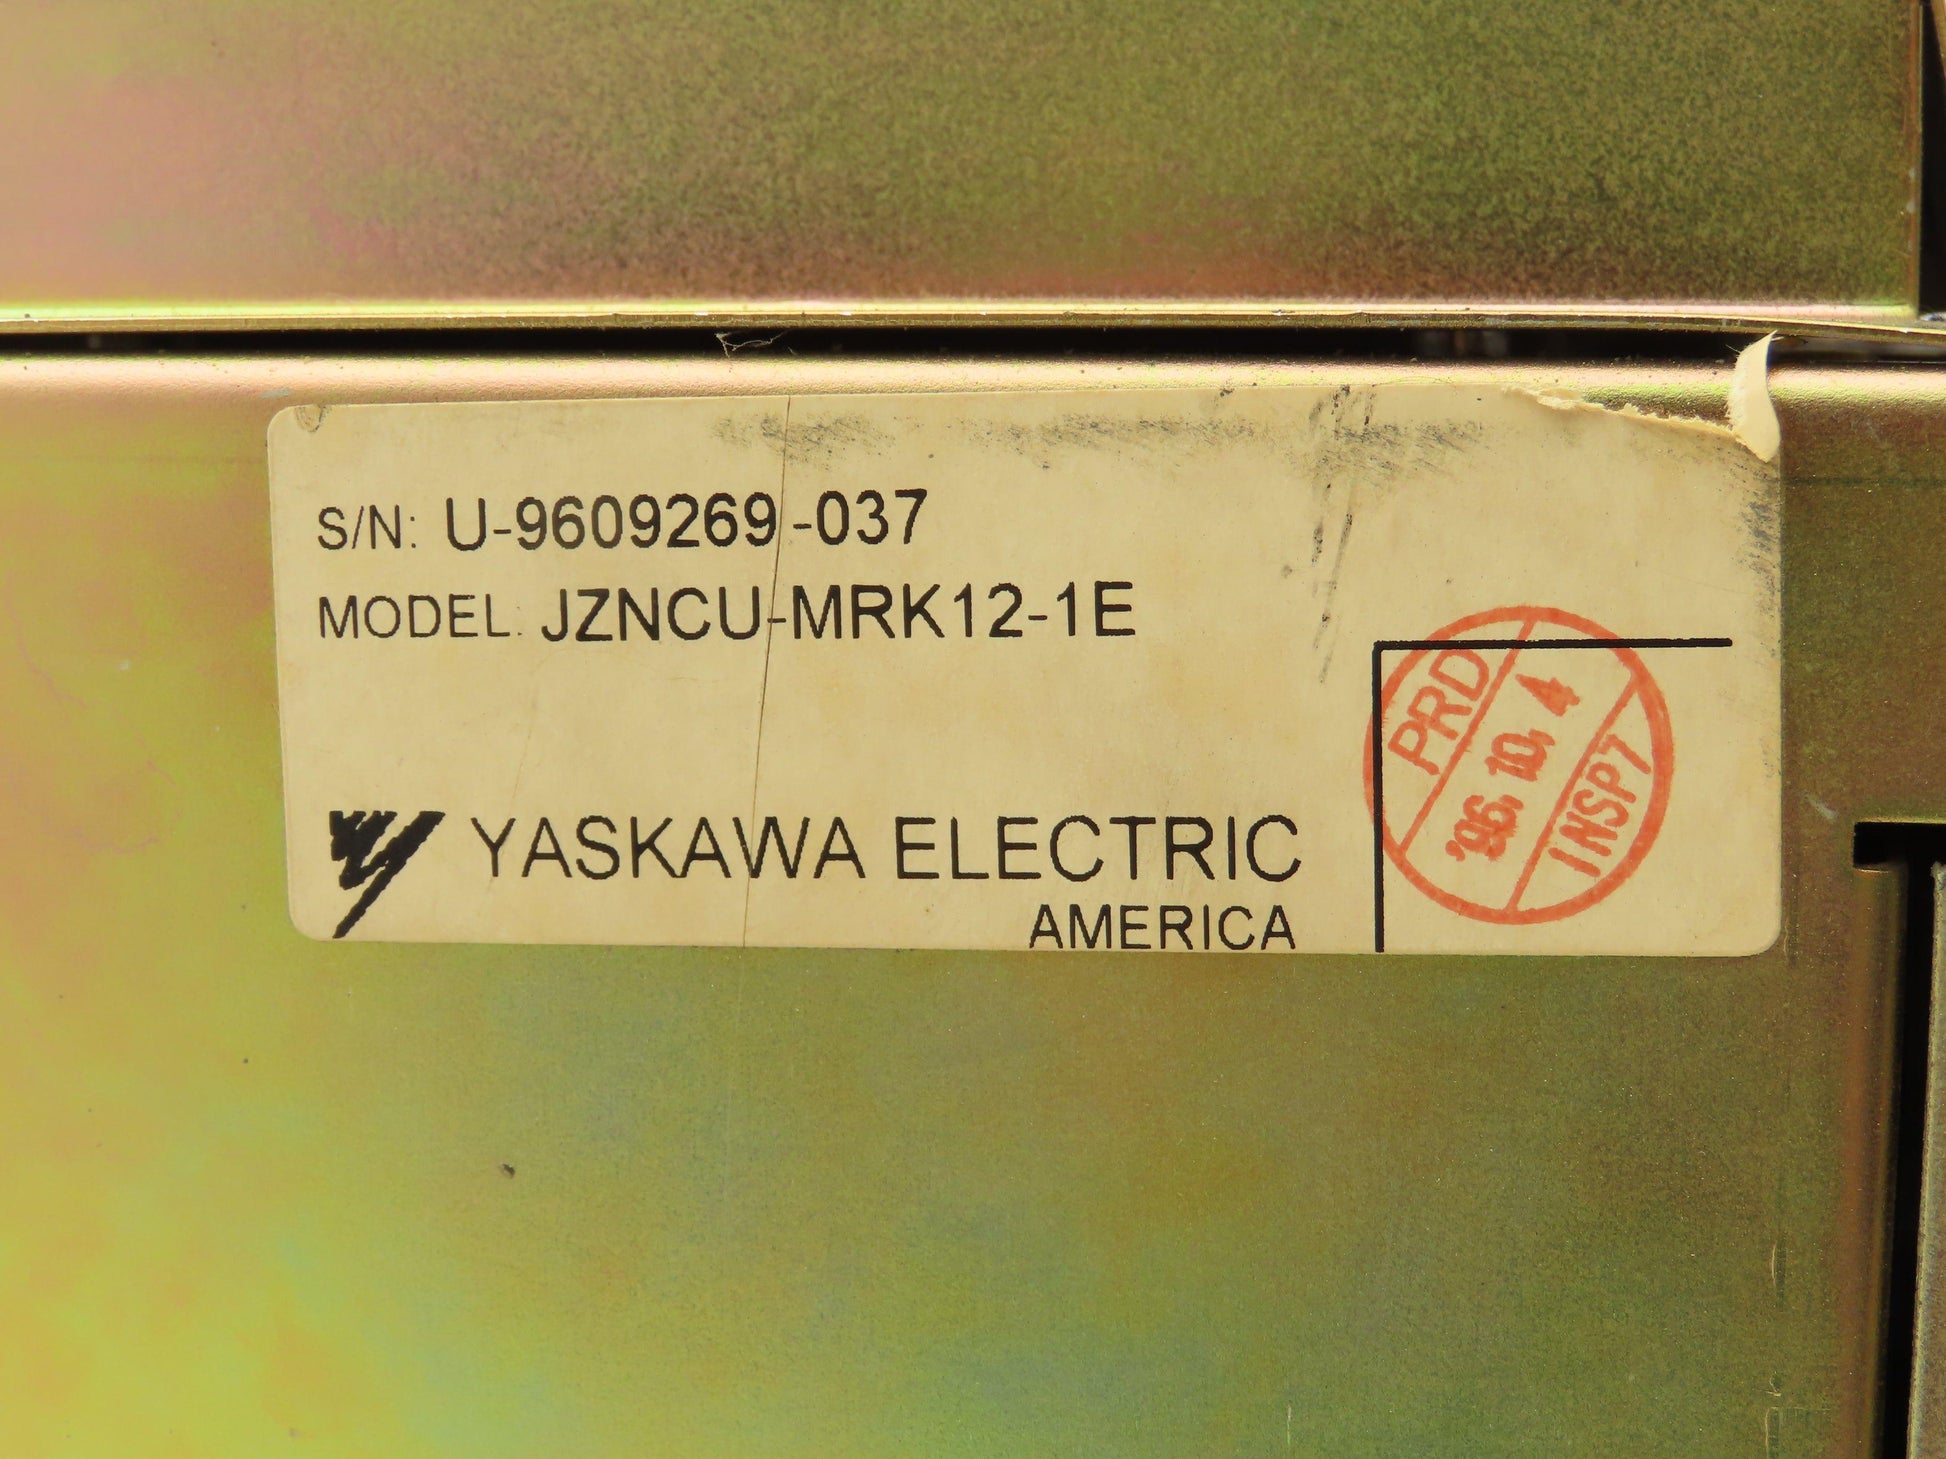 S/N: U-9609269-037
MODEL. JZNCU-MRK12-1E
YASKAWA ELECTRIC
AMERICA
PRD
'96.10.4
INSP7